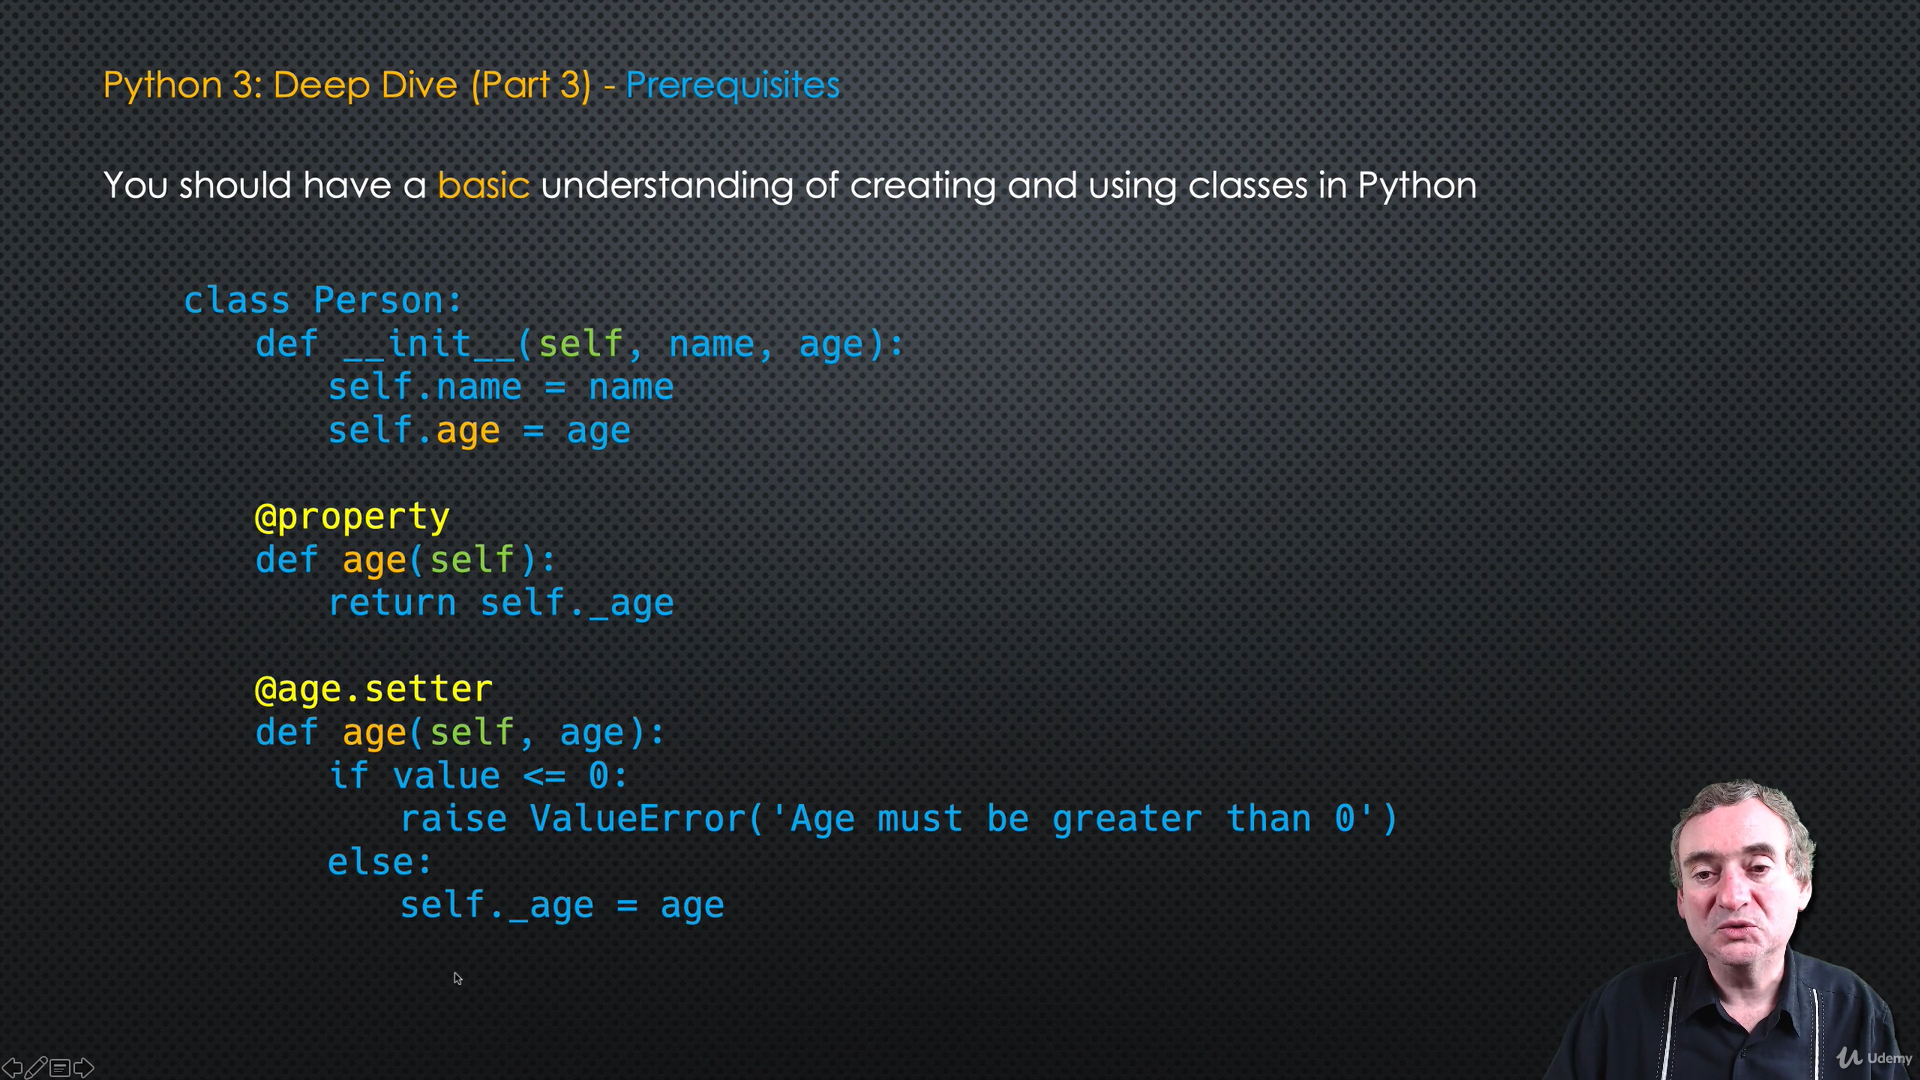 Python 3: Deep Dive (Part 3) - Prerequisites
You should have a basic understanding of creating and using classes in Python
class Person:
    def __init__(self, name, age):
        self.name = name
        self.age = age
    @property
    def age(self):
        return self._age
    @age.setter
    def age(self, age):
        if value <= 0:
            raise ValueError('Age must be greater than 0')
        else:
            self._age = age
Udemy